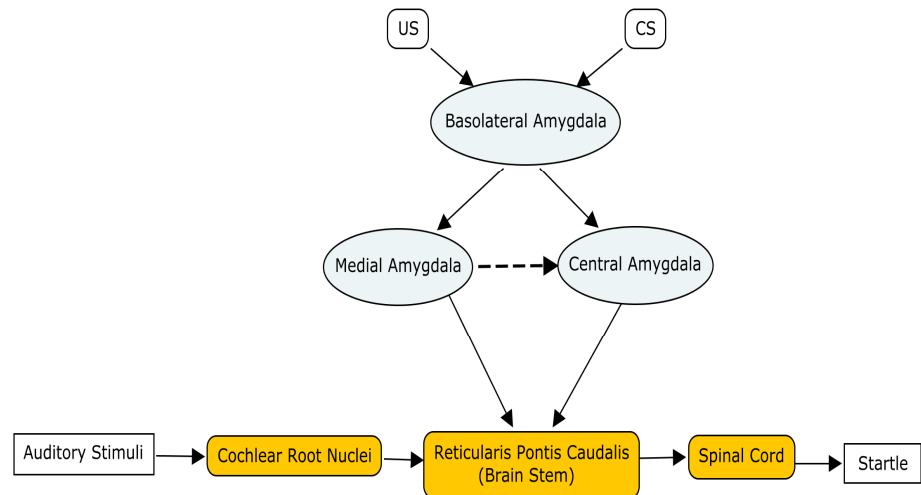 US
CS
Basolateral Amygdala
Medial Amygdala
Central Amygdala
Auditory Stimuli
Cochlear Root Nuclei
Reticularis Pontis Caudalis
(Brain Stem)
Spinal Cord
Startle